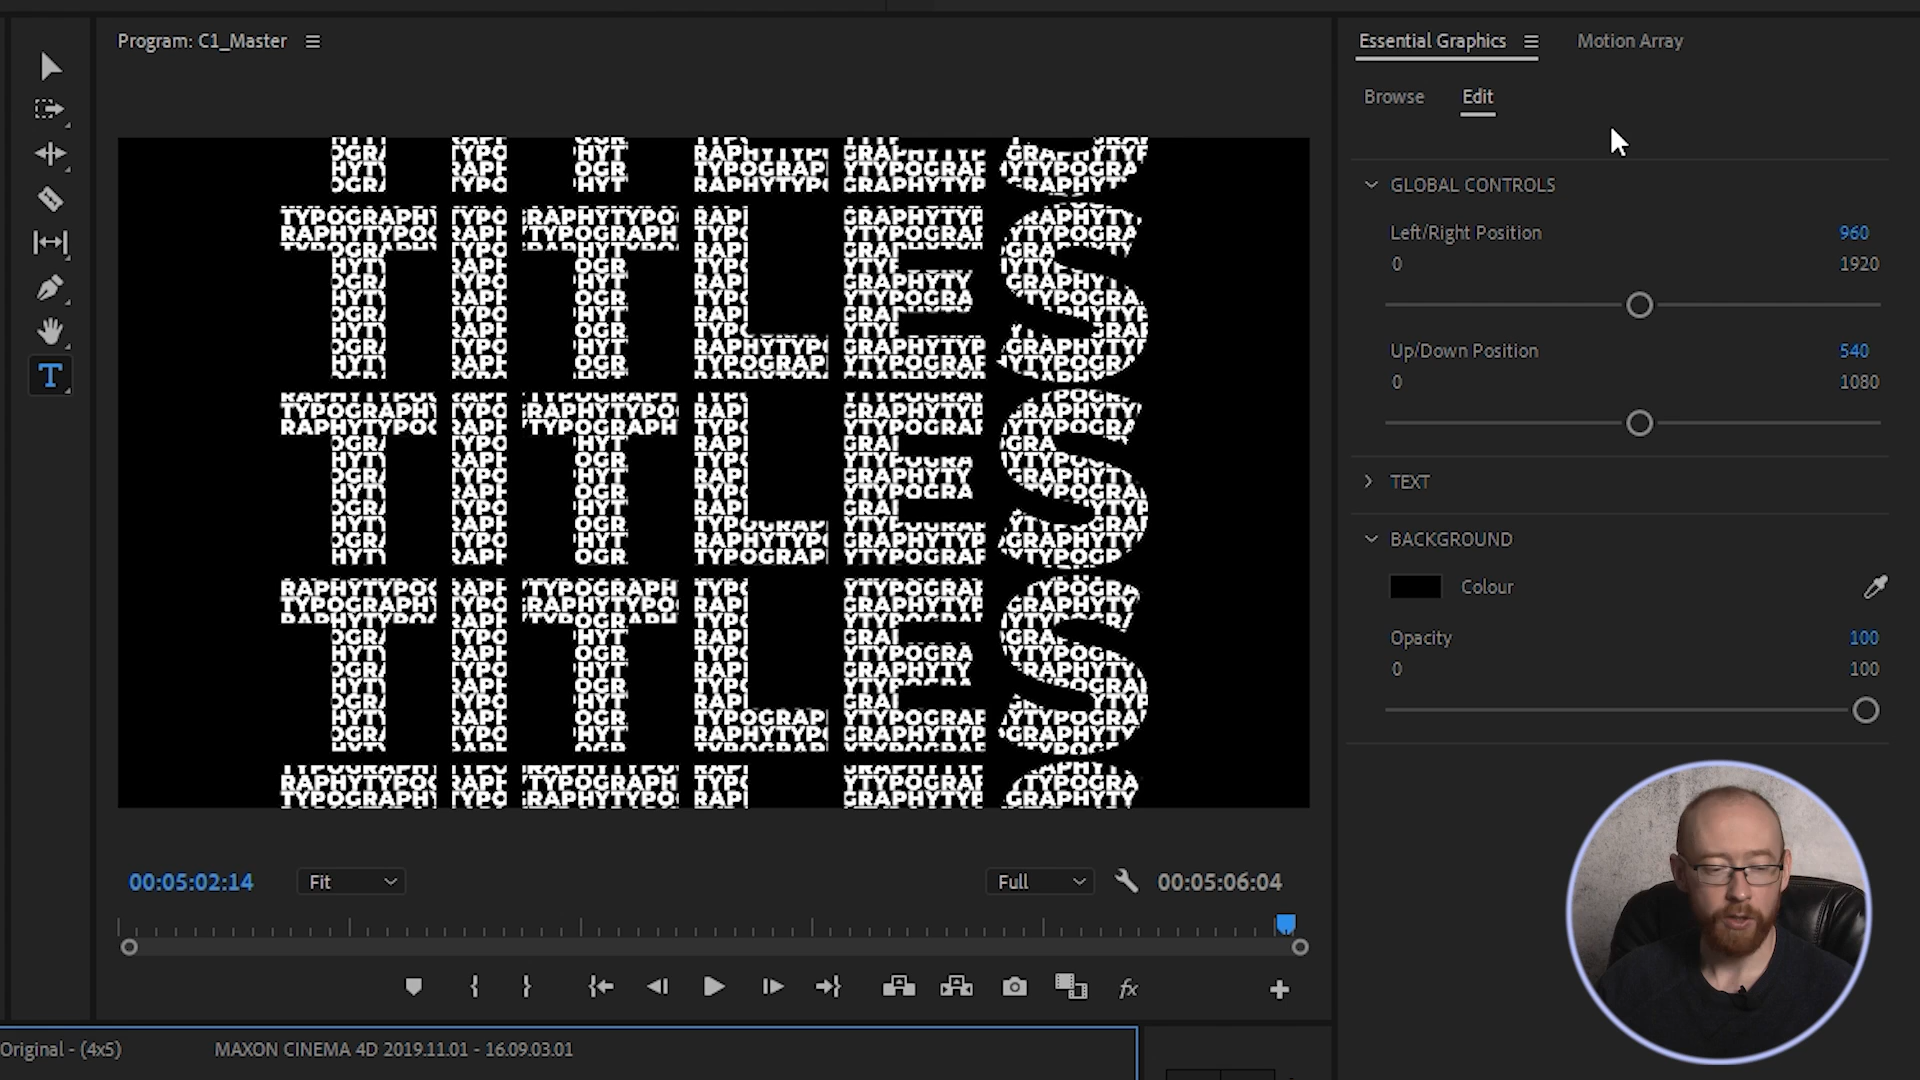 Program: C1_Master
Essential Graphics
Motion Array
Browse
Edit
GLOBAL CONTROLS
Left/Right Position
960
0
1920
Up/Down Position
540
0
1080
TEXT
BACKGROUND
Colour
Opacity
100
0
100
TITLES
TITLES
TITLES
00:05:02:14
Fit
Full
00:05:06:04
fx
Original - (4x5)
MAXON CINEMA 4D 2019.11.01 - 16.09.03.01